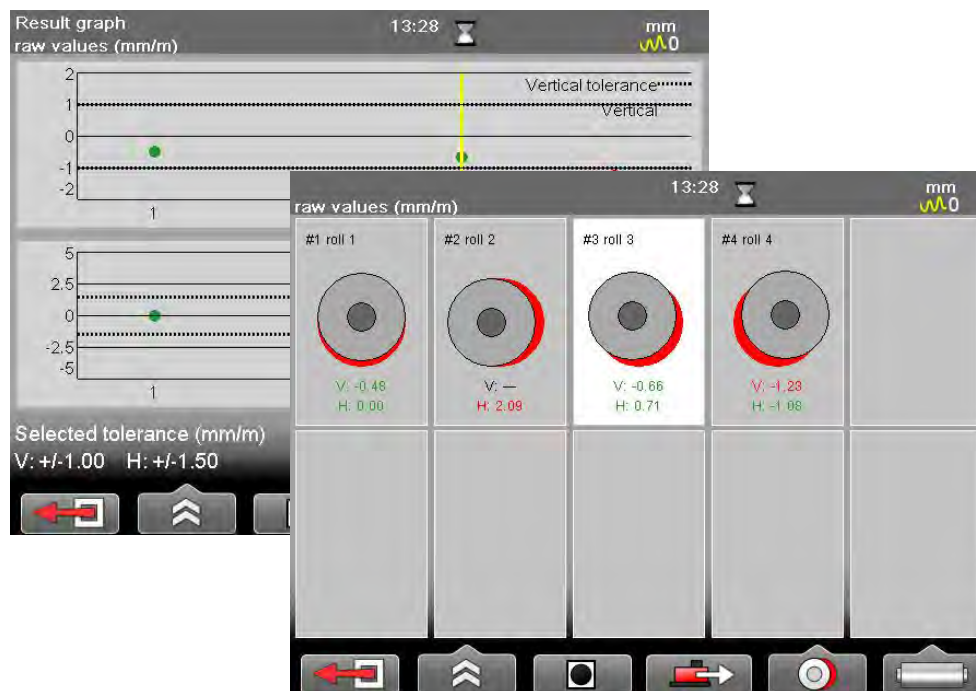 Result graph
13:28
mm
raw values (mm/m)
0
2
1
0
-1
-2
Vertical tolerance
Vertical
1
5
2.5
0
-2.5
-5
1
Selected tolerance (mm/m)
V: +/-1.00 H: +/-1.50
13:28
mm
raw values (mm/m)
0
#1 roll 1
#2 roll 2
#3 roll 3
#4 roll 4
V: -0.48
V: —
V: -0.66
V: -1.23
H: 0.00
H: 2.09
H: 0.71
H: -1.08